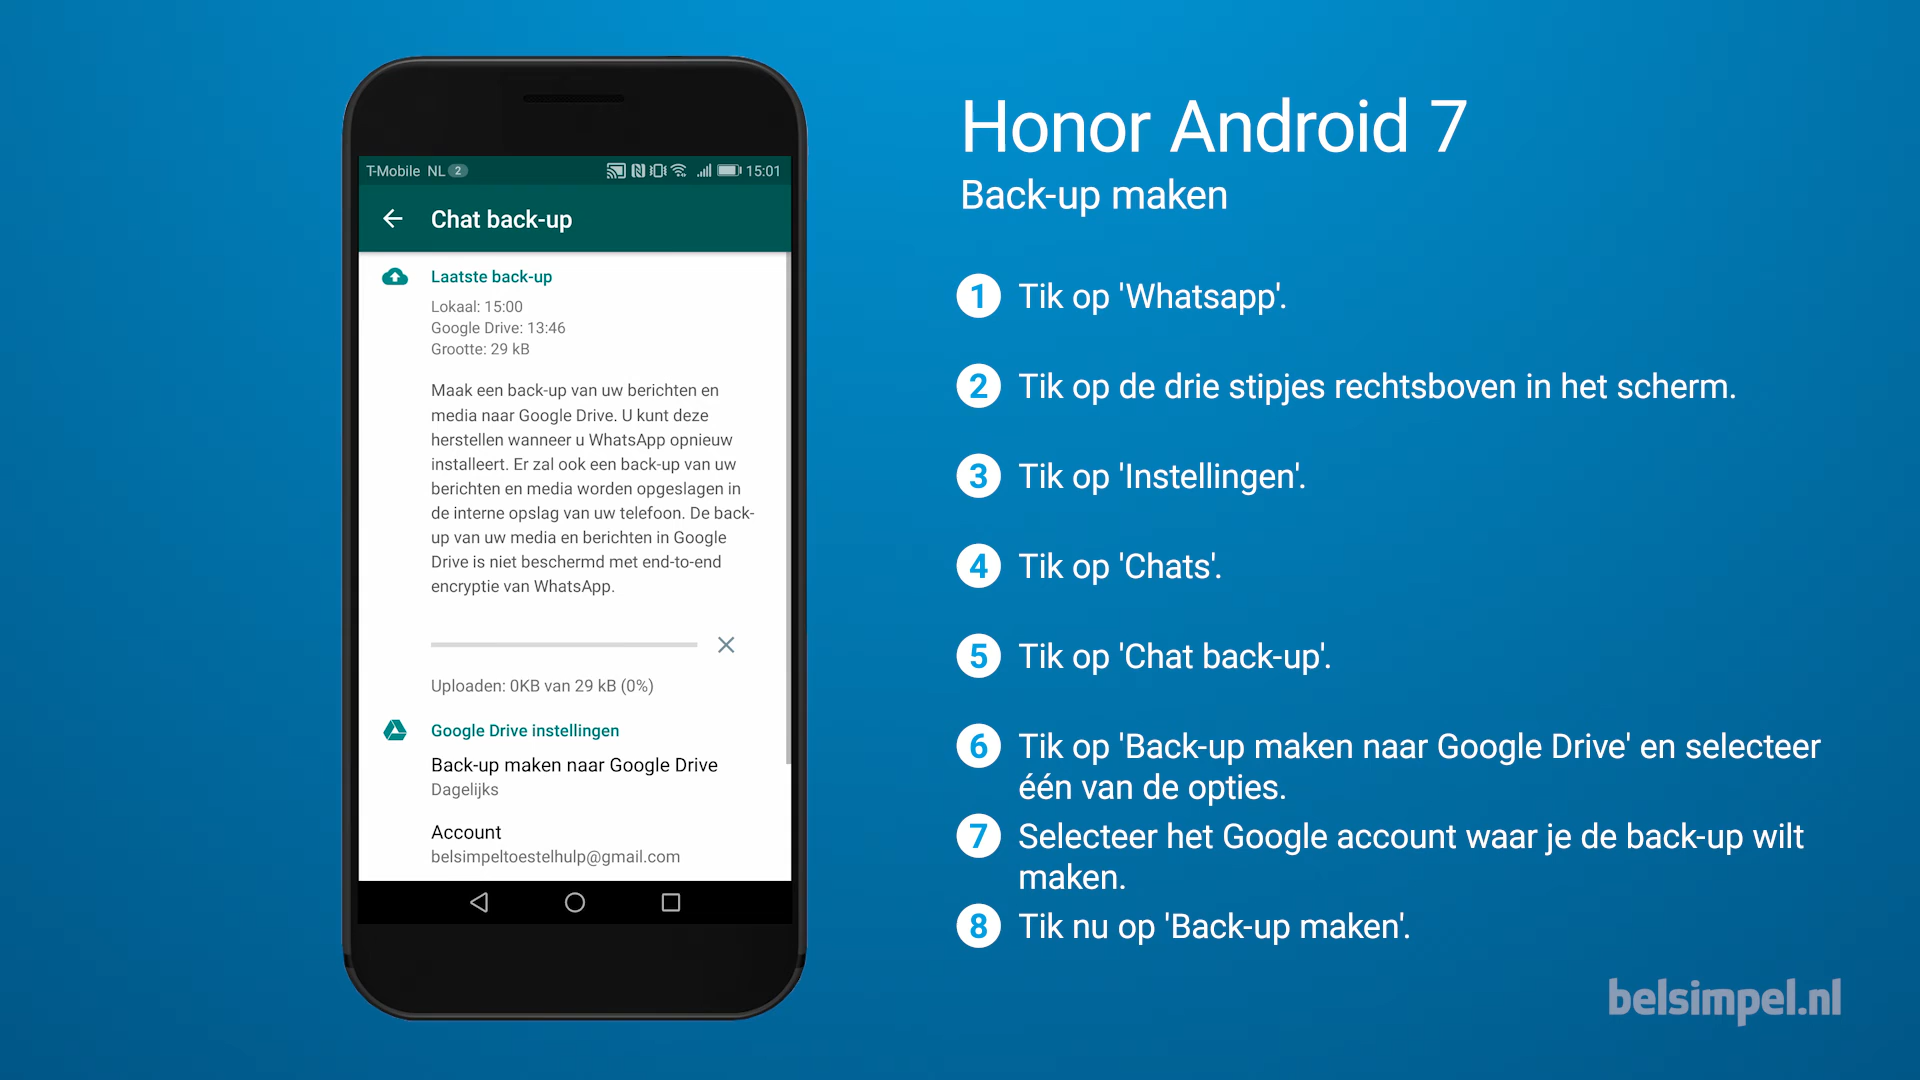 T-Mobile NL 2 15:01
Chat back-up
Laatste back-up
Lokaal: 15:00
Google Drive: 13:46
Grootte: 29 kB
Maak een back-up van uw berichten en
media naar Google Drive. U kunt deze
herstellen wanneer u WhatsApp opnieuw
installeert. Er zal ook een back-up van uw
berichten en media worden opgeslagen in
de interne opslag van uw telefoon. De back-
up van uw media en berichten in Google
Drive is niet beschermd met end-to-end
encryptie van WhatsApp.
Uploaden: 0KB van 29 kB (0%)
Google Drive instellingen
Back-up maken naar Google Drive
Dagelijks
Account
belsimpeltoestelhulp@gmail.com
Honor Android 7
Back-up maken
1 Tik op 'Whatsapp'.
2 Tik op de drie stipjes rechtsboven in het scherm.
3 Tik op 'Instellingen'.
4 Tik op 'Chats'.
5 Tik op 'Chat back-up'.
6 Tik op 'Back-up maken naar Google Drive' en selecteer
één van de opties.
7 Selecteer het Google account waar je de back-up wilt
maken.
8 Tik nu op 'Back-up maken'.
belsimpel.nl